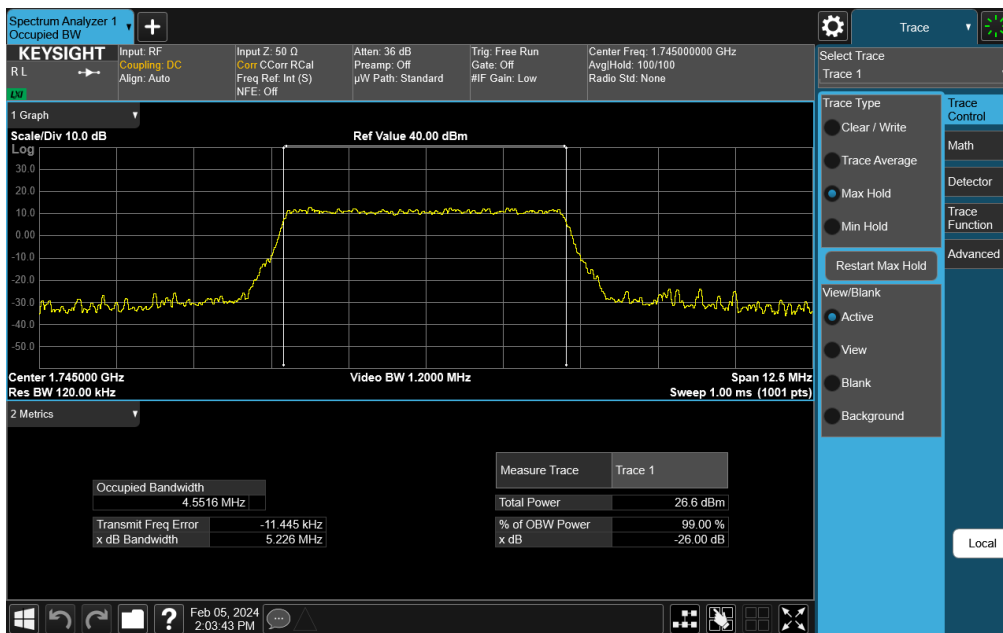 Spectrum Analyzer 1
Occupied BW
KEYSIGHT
R L
LXI
Input: RF
Coupling: DC
Align: Auto
Input Z: 50 Ω
Corr CCorr RCal
Freq Ref: Int (S)
NFE: Off
Atten: 36 dB
Preamp: Off
µW Path: Standard
Trig: Free Run
Gate: Off
#IF Gain: Low
Center Freq: 1.745000000 GHz
Avg|Hold: 100/100
Radio Std: None
1 Graph
Scale/Div 10.0 dB
Ref Value 40.00 dBm
Log
30.0
20.0
10.0
0.00
-10.0
-20.0
-30.0
-40.0
-50.0
Center 1.745000 GHz
Video BW 1.2000 MHz
Span 12.5 MHz
Res BW 120.00 kHz
Sweep 1.00 ms (1001 pts)
2 Metrics
Occupied Bandwidth
4.5516 MHz
Transmit Freq Error -11.445 kHz
x dB Bandwidth 5.226 MHz
Measure Trace Trace 1
Total Power 26.6 dBm
% of OBW Power 99.00 %
x dB -26.00 dB
Feb 05, 2024
2:03:43 PM
Trace
Select Trace
Trace 1
Trace Type
Clear / Write
Trace Average
Max Hold
Min Hold
Restart Max Hold
View/Blank
Active
View
Blank
Background
Trace
Control
Math
Detector
Trace
Function
Advanced
Local